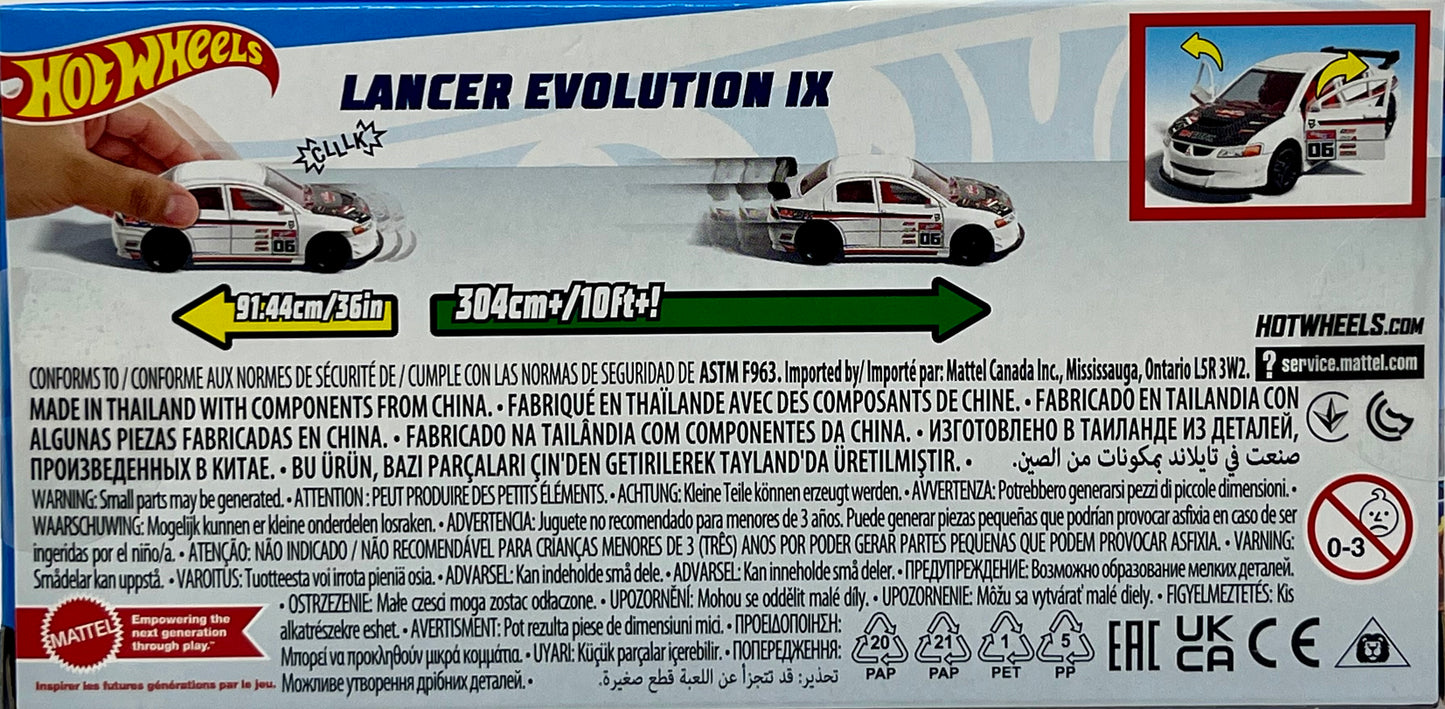 HOT WHEELS
LANCER EVOLUTION IX
CLLLK
06
06
06
91.44cm/36in
304cm+/10ft+!
HOTWHEELS.COM
? service.mattel.com
CONFORMS TO / CONFORME AUX NORMES DE SÉCURITÉ DE / CUMPLE CON LAS NORMAS DE SEGURIDAD DE ASTM F963. Imported by/ Importé par: Mattel Canada Inc., Mississauga, Ontario L5R 3W2.
MADE IN THAILAND WITH COMPONENTS FROM CHINA. • FABRIQUÉ EN THAÏLANDE AVEC DES COMPOSANTS DE CHINE. • FABRICADO EN TAILANDIA CON
ALGUNAS PIEZAS FABRICADAS EN CHINA. • FABRICADO NA TAILÂNDIA COM COMPONENTES DA CHINA. • ИЗГОТОВЛЕНО В ТАИЛАНДЕ ИЗ ДЕТАЛЕЙ,
ПРОИЗВЕДЕННЫХ В КИТАЕ. • BU ÜRÜN, BAZI PARÇALARI ÇIN'DEN GETIRILEREK TAYLAND'DA ÜRETILMIŞTIR. • صنعت في تايلاند بمكونات من الصين.
WARNING: Small parts may be generated. • ATTENTION : PEUT PRODUIRE DES PETITS ÉLÉMENTS. • ACHTUNG: Kleine Teile können erzeugt werden. • AVVERTENZA: Potrebbero generarsi pezzi di piccole dimensioni. •
WAARSCHUWING: Mogelijk kunnen er kleine onderdelen losraken. • ADVERTENCIA: Juguete no recomendado para menores de 3 años. Puede generar piezas pequeñas que podrían provocar asfixia en caso de ser
ingeridas por el niño/a. • ATENÇÃO: NÃO INDICADO / NÃO RECOMENDÁVEL PARA CRIANÇAS MENORES DE 3 (TRÊS) ANOS POR PODER GERAR PARTES PEQUENAS QUE PODEM PROVOCAR ASFIXIA. • VARNING:
Smådelar kan uppstå. • VAROITUS: Tuotteesta voi irrota pieniä osia. • ADVARSEL: Kan indeholde små dele. • ADVARSEL: Kan inneholde små deler. • ПРЕДУПРЕЖДЕНИЕ: Возможно образование мелких деталей.
0-3
• OSTRZEZENIE: Małe czesci moga zostac odłaczone. • UPOZORNĚNÍ: Mohou se oddělit malé díly. • UPOZORNENIE: Môžu sa vytvárať malé diely. • FIGYELMEZTETÉS: Kis
alkatrészekre eshet. • AVERTISMENT: Pot rezulta piese de dimensiuni mici. • ΠΡΟΕΙΔΟΠΟΙΗΣΗ:
Μπορεί να προκληθούν μικρά κομμάτια. • UYARI: Küçük parçalar içerebilir. • ПОПЕРЕДЖЕННЯ:
Можливе утворення дрібних деталей. • تحذير: قد تتجزأ عن اللعبة قطع صغيرة.
MATTEL
Empowering the
next generation
through play.™
Inspirer les futures générations par le jeu.
20 PAP
21 PAP
1 PET
5 PP
EAC
UK
CA
CE